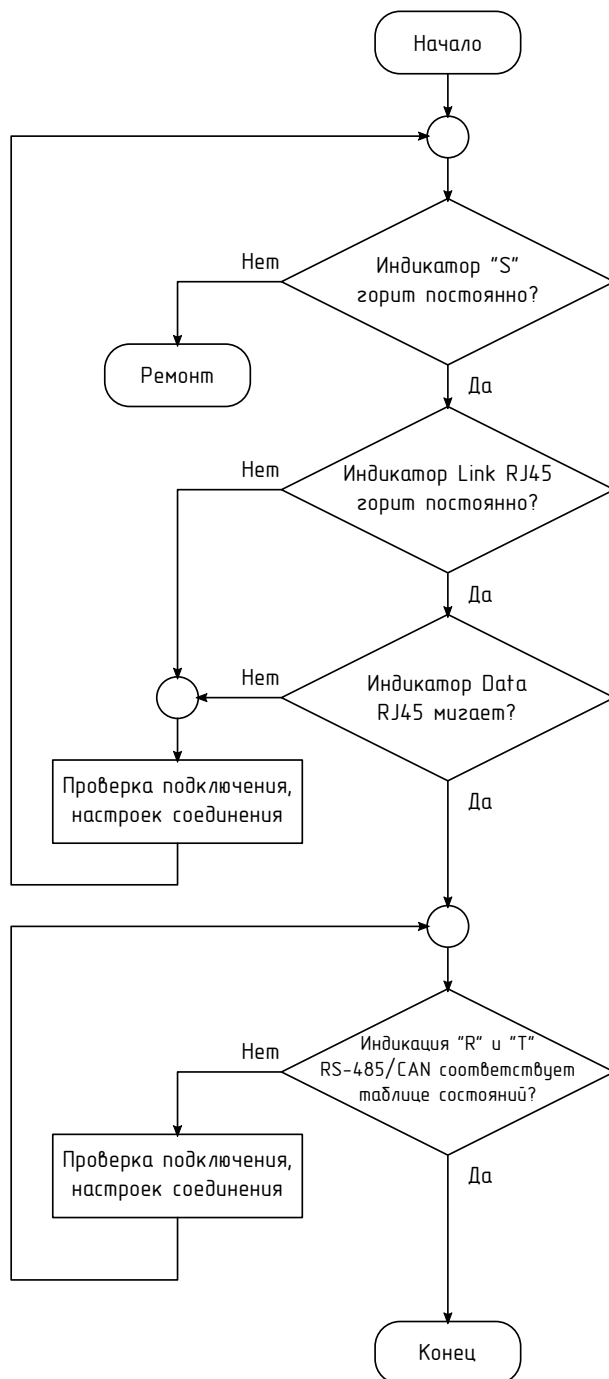 Начало
Индикатор "S"
горит постоянно?
Нет
Ремонт
Да
Индикатор Link RJ45
горит постоянно?
Нет
Да
Индикатор Data
RJ45 мигает?
Нет
Проверка подключения,
настроек соединения
Да
Индикация "R" и "T"
RS-485/CAN соответствует
таблице состояний?
Нет
Проверка подключения,
настроек соединения
Да
Конец